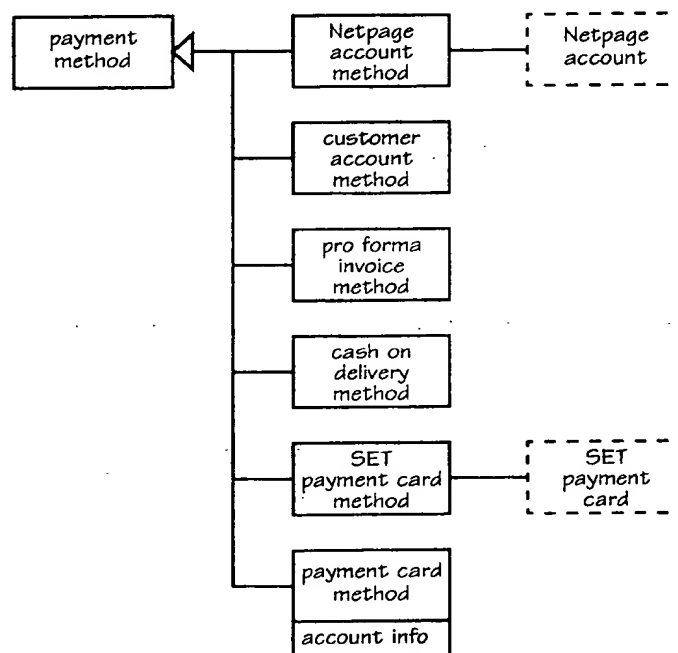 payment
method
Netpage
account
method
Netpage
account
customer
account
method
pro forma
invoice
method
cash on
delivery
method
SET
payment card
method
SET
payment
card
payment card
method
account info